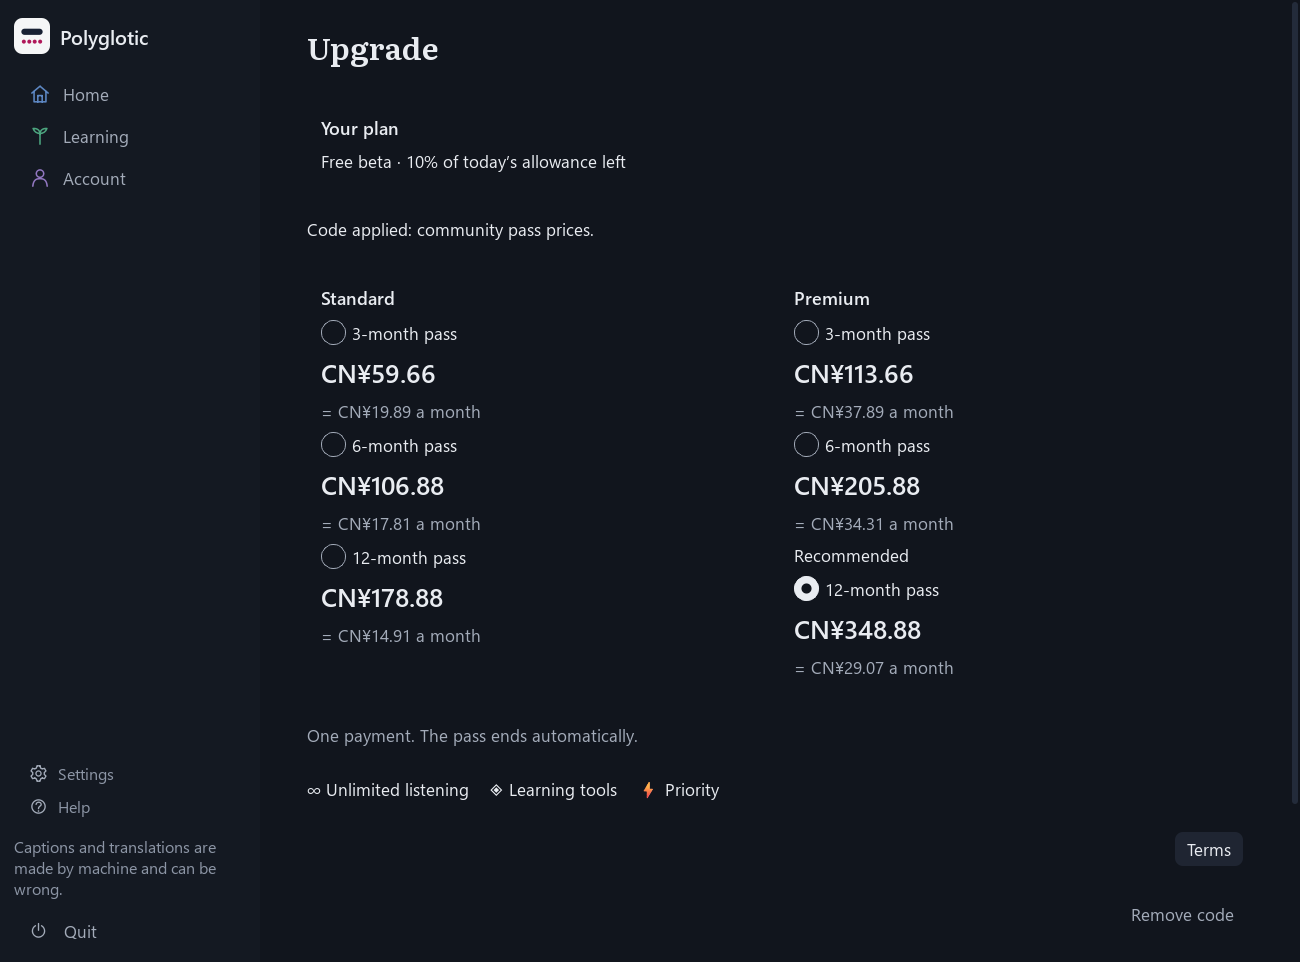 Polyglotic
Home
Learning
Account
Settings
Help
Captions and translations are
made by machine and can be
wrong.
Quit
Upgrade
Your plan
Free beta · 10% of today's allowance left
Code applied: community pass prices.
Standard
3-month pass
CN¥59.66
= CN¥19.89 a month
6-month pass
CN¥106.88
= CN¥17.81 a month
12-month pass
CN¥178.88
= CN¥14.91 a month
Premium
3-month pass
CN¥113.66
= CN¥37.89 a month
6-month pass
CN¥205.88
= CN¥34.31 a month
Recommended
12-month pass
CN¥348.88
= CN¥29.07 a month
One payment. The pass ends automatically.
∞ Unlimited listening
Learning tools
Priority
Terms
Remove code